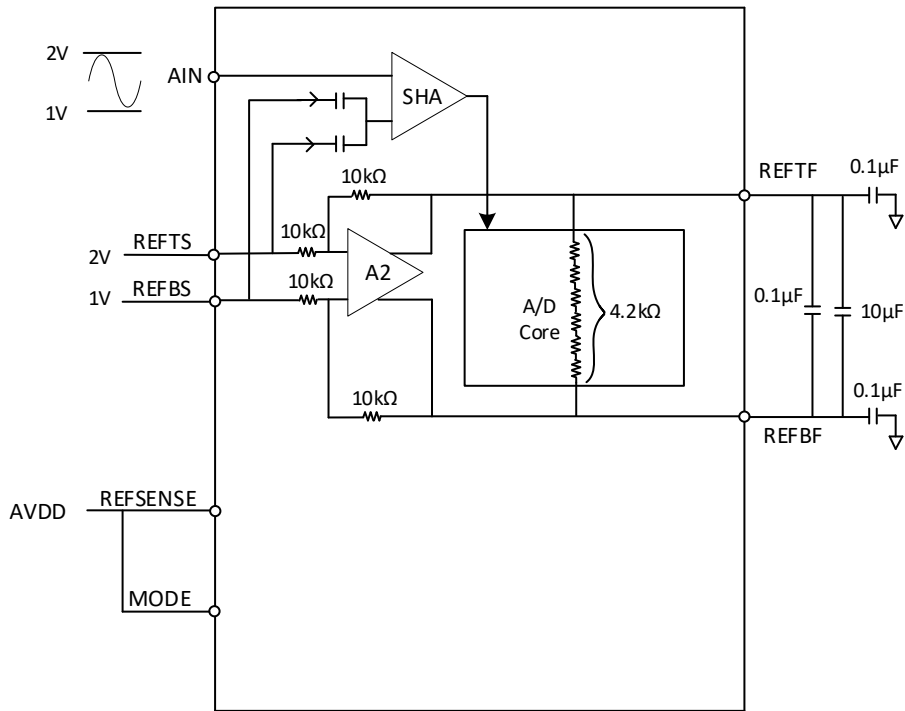 2V
1V
AIN
SHA
REFTF
0.1µF
10kΩ
10kΩ
2V
REFTS
1V
REFBS
10kΩ
A2
A/D
Core
4.2kΩ
0.1µF
10µF
10kΩ
0.1µF
REFBF
AVDD
REFSENSE
MODE